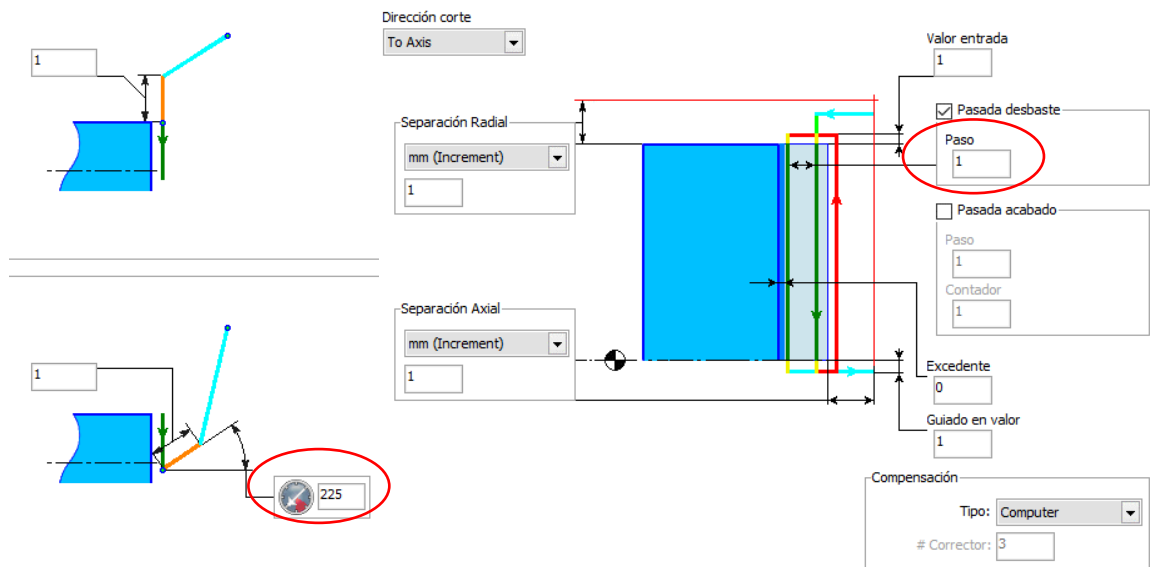 1
1
225
Dirección corte
To Axis
Separación Radial
mm (Increment)
1
Separación Axial
mm (Increment)
1
Valor entrada
1
Pasada desbaste
Paso
1
Pasada acabado
Paso
1
Contador
1
Excedente
0
Guiado en valor
1
Compensación
Tipo: Computer
# Corrector: 3